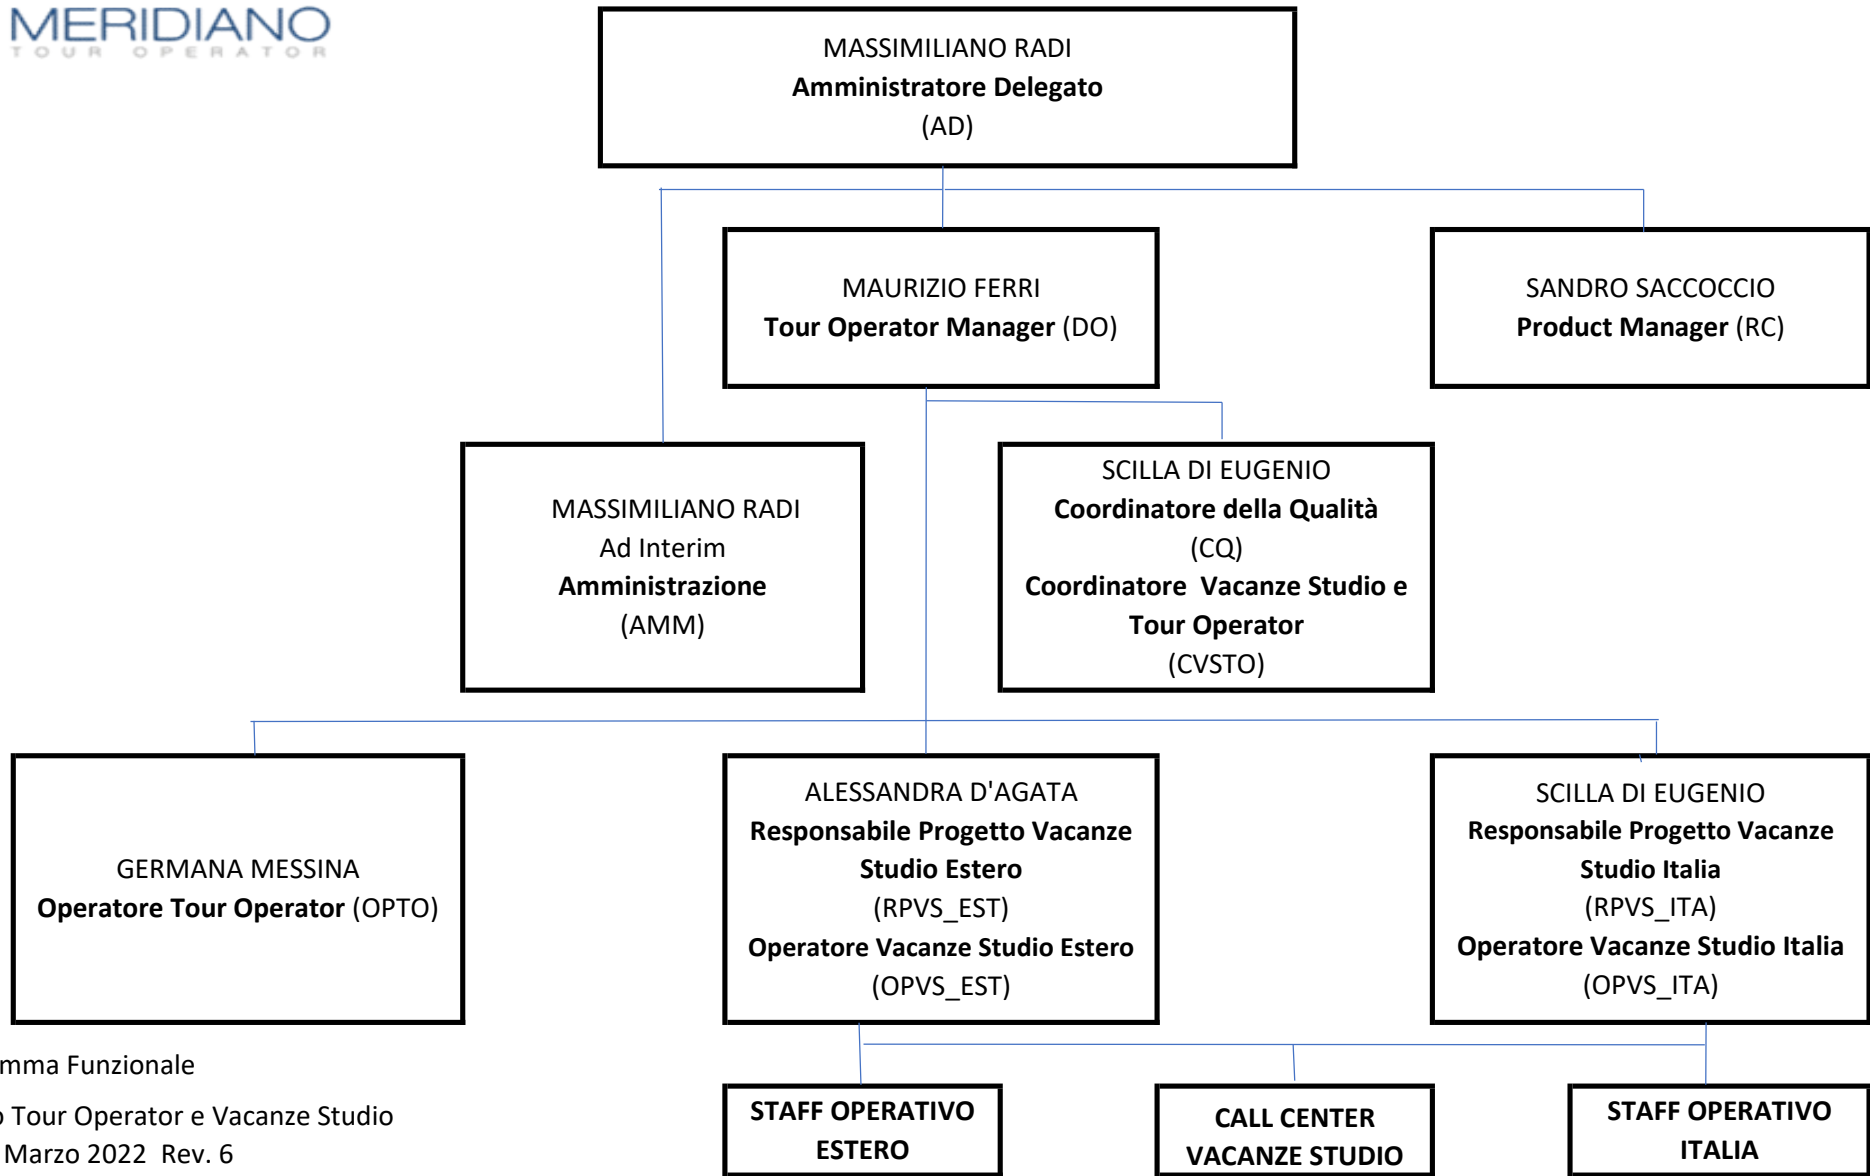 MERIDIANO
TOUR OPERATOR
MASSIMILIANO RADI
Amministratore Delegato
(AD)
MAURIZIO FERRI
Tour Operator Manager (DO)
SANDRO SACCOCCIO
Product Manager (RC)
MASSIMILIANO RADI
Ad Interim
Amministrazione
(AMM)
SCILLA DI EUGENIO
Coordinatore della Qualità
(CQ)
Coordinatore Vacanze Studio e
Tour Operator
(CVSTO)
GERMANA MESSINA
Operatore Tour Operator (OPTO)
ALESSANDRA D'AGATA
Responsabile Progetto Vacanze
Studio Estero
(RPVS_EST)
Operatore Vacanze Studio Estero
(OPVS_EST)
SCILLA DI EUGENIO
Responsabile Progetto Vacanze
Studio Italia
(RPVS_ITA)
Operatore Vacanze Studio Italia
(OPVS_ITA)
STAFF OPERATIVO
ESTERO
CALL CENTER
VACANZE STUDIO
STAFF OPERATIVO
ITALIA
mma Funzionale
o Tour Operator e Vacanze Studio
Marzo 2022 Rev. 6